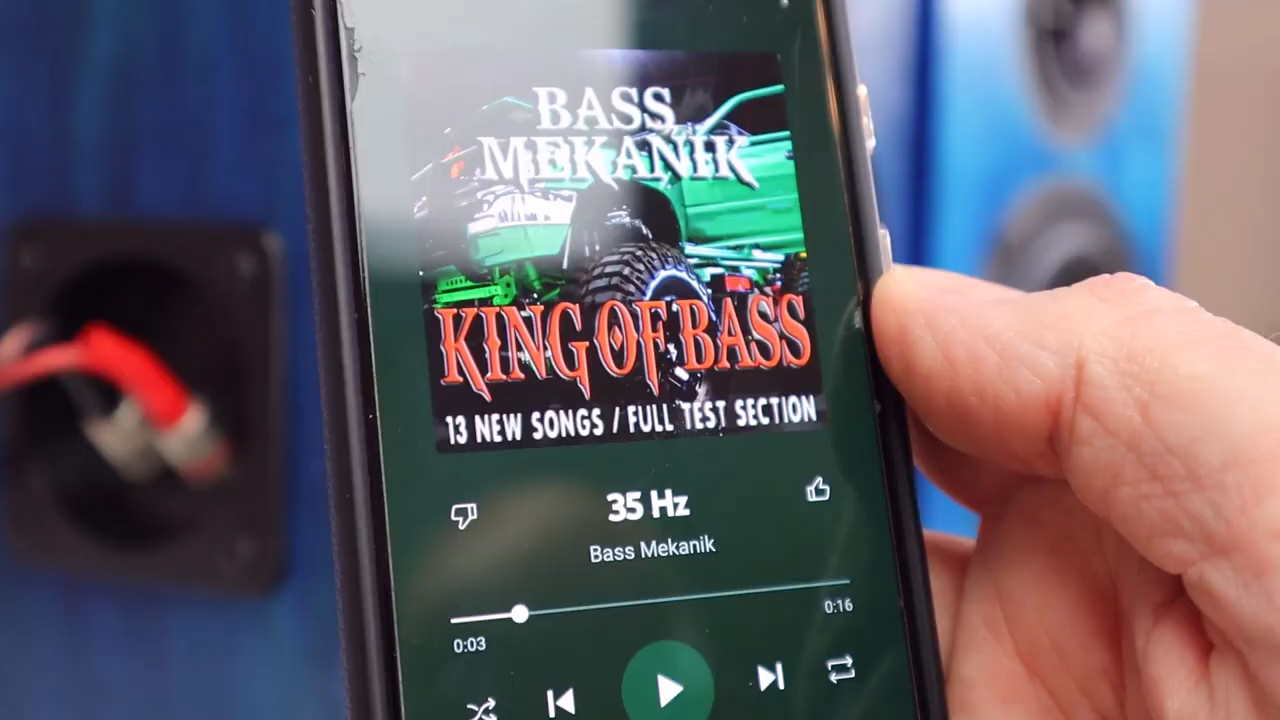 BASS
MEKANIK
KING OF BASS
13 NEW SONGS / FULL TEST SECTION
35 Hz
Bass Mekanik
0:03
0:16